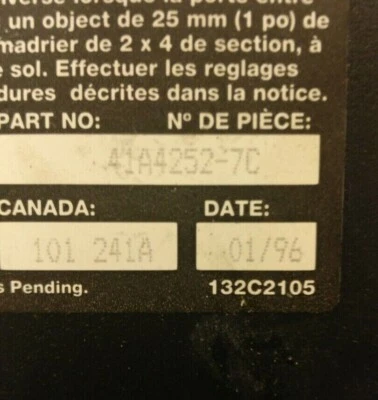 un object de 25 mm (1 po) de
madrier de 2 x 4 de section, à
sol. Effectuer les reglages
décrites dans la notice.
PART NO: Nº DE PIÈCE:
41A4252-7C
CANADA: DATE:
101 241A 01/96
Pending. 132C2105